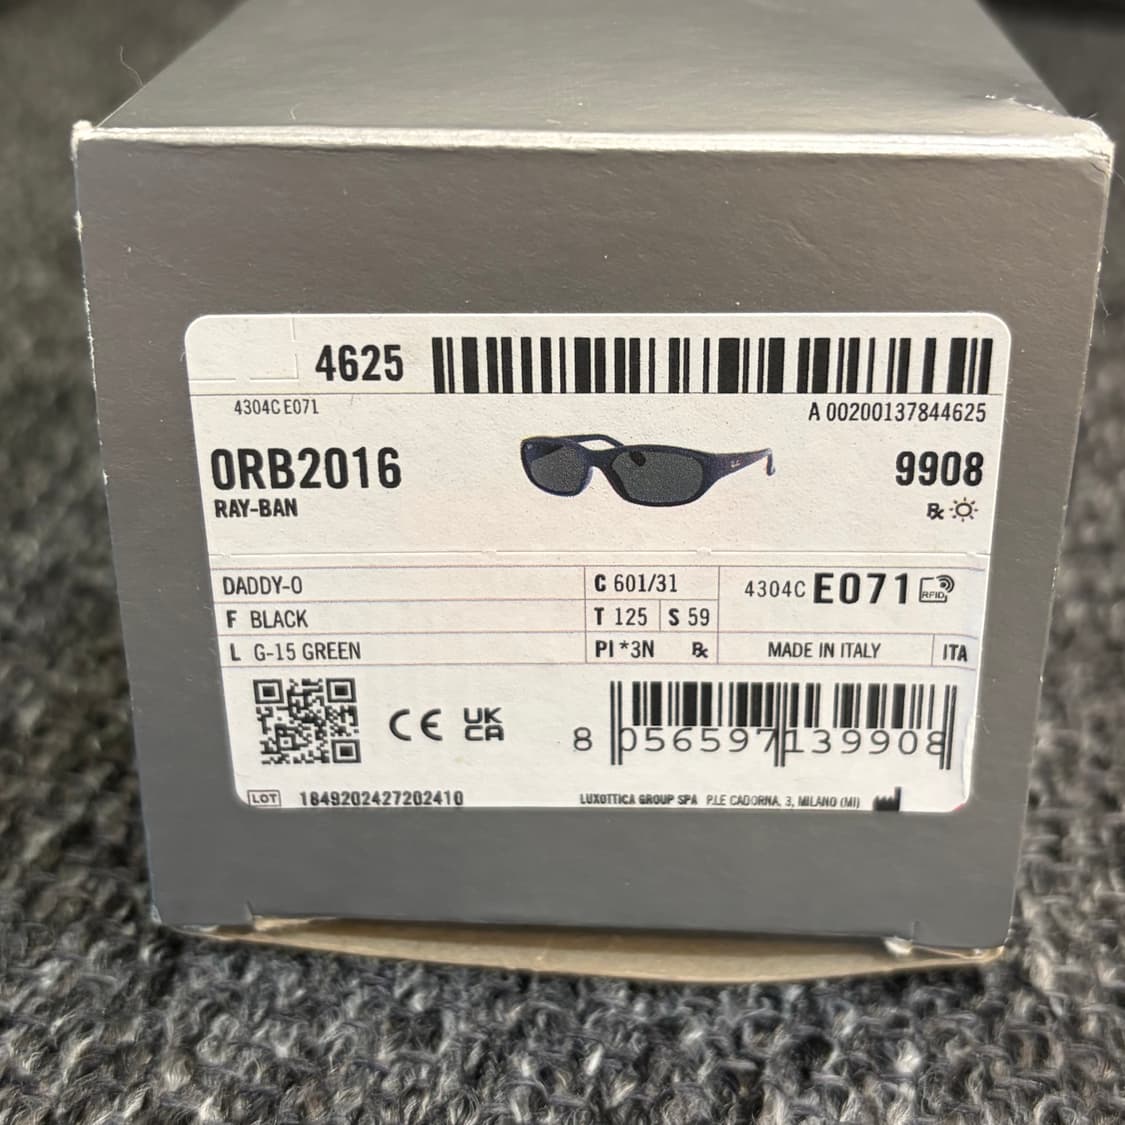 4625
4304C E071
A 00200137844625
0RB2016
9908
RAY-BAN
Rx
DADDY-O
C 601/31
4304C E071 RFID
F BLACK
T 125 S 59
L G-15 GREEN
PI *3N Rx
MADE IN ITALY
ITA
CE UK CA
8 056597 139908
LOT 1849202427202410
LUXOTTICA GROUP SPA P.LE CADORNA, 3, MILANO (MI)